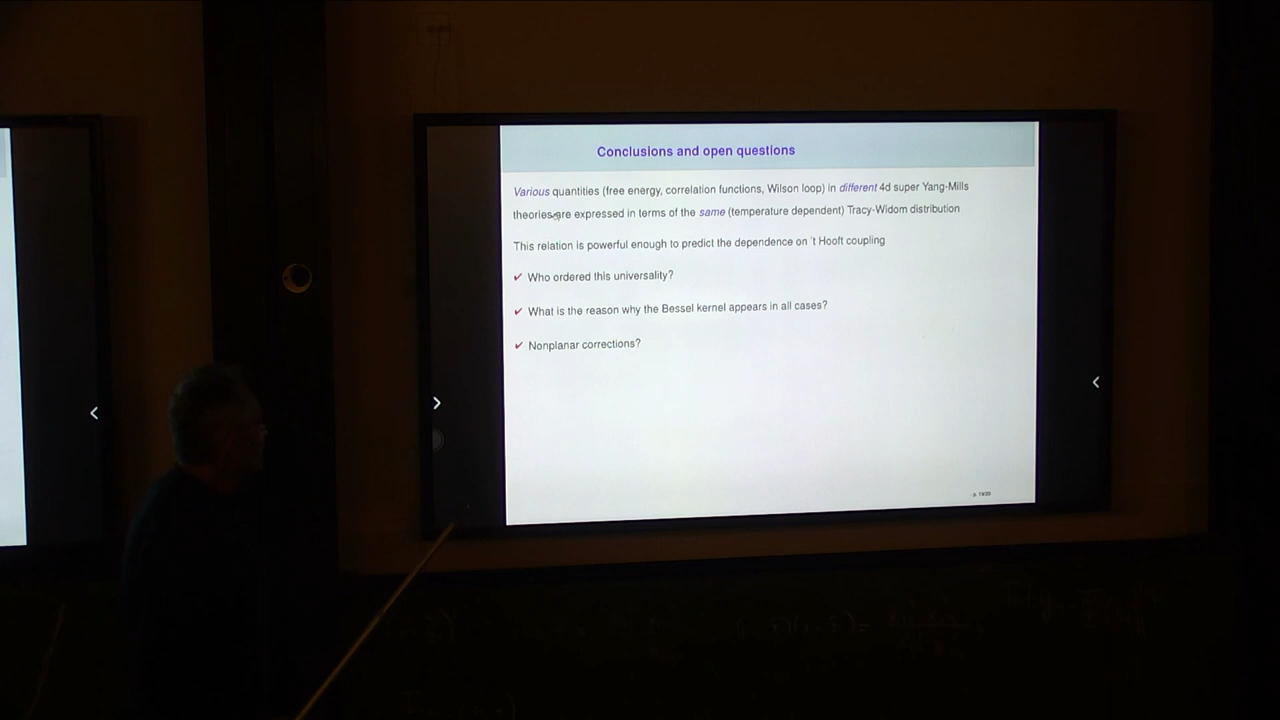 Conclusions and open questions
Various quantities (free energy, correlation functions, Wilson loop) in different 4d super Yang-Mills
theories are expressed in terms of the same (temperature dependent) Tracy-Widom distribution
This relation is powerful enough to predict the dependence on 't Hooft coupling
✔ Who ordered this universality?
✔ What is the reason why the Bessel kernel appears in all cases?
✔ Nonplanar corrections?
- p. 19/20